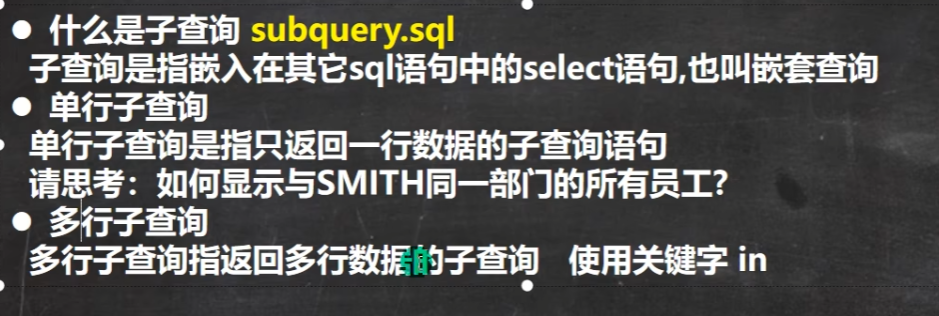 ● 什么是子查询 subquery.sql
子查询是指嵌入在其它sql语句中的select语句,也叫嵌套查询
● 单行子查询
单行子查询是指只返回一行数据的子查询语句
请思考：如何显示与SMITH同一部门的所有员工?
● 多行子查询
多行子查询指返回多行数据的子查询 使用关键字 in